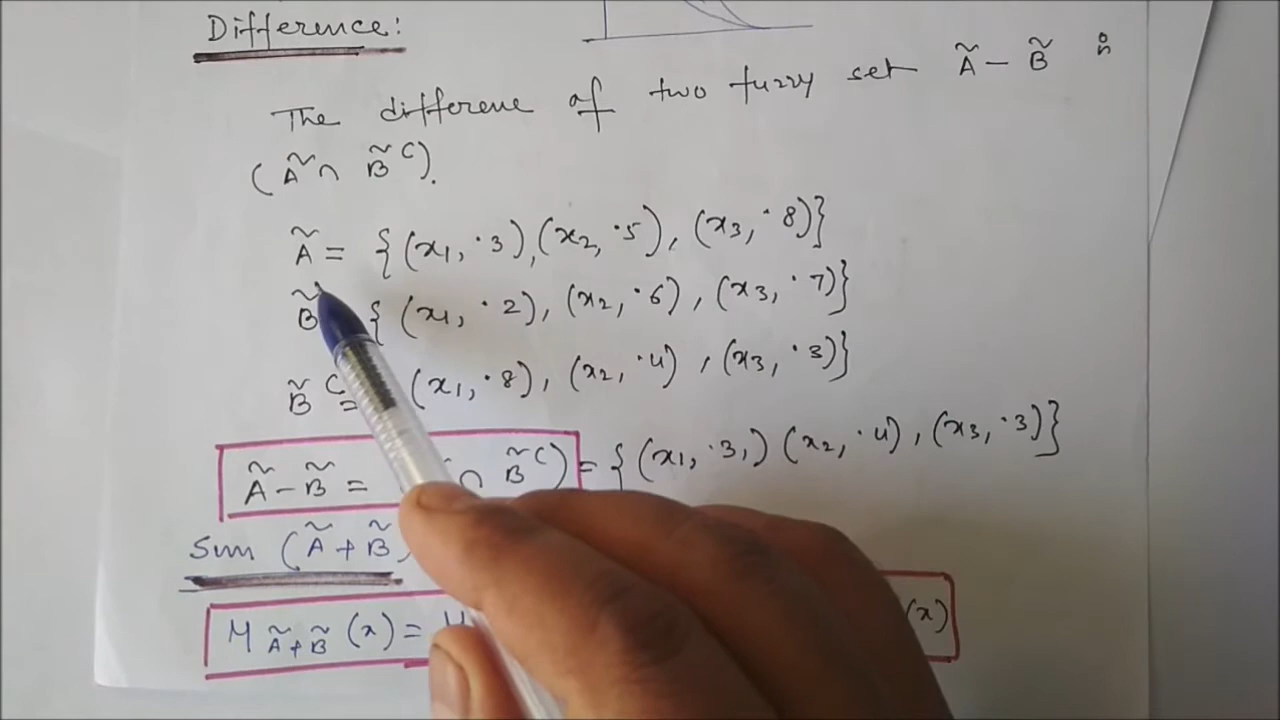 Difference:
The differene of two fuzzy set Ã - B̃ is
(Ã ∩ B̃ᶜ).
Ã = {(x₁, ·3), (x₂, ·5), (x₃, ·8)}
B̃ {(x₁, ·2), (x₂, ·6), (x₃, ·7)}
B̃ᶜ = (x₁, ·8), (x₂, ·4), (x₃, ·3)}
Ã - B̃ = ∩ B̃ᶜ) = {(x₁, ·3,) (x₂, ·4), (x₃, ·3)}
Sum (Ã + B̃)
μ Ã+B̃ (x) = μ (x)